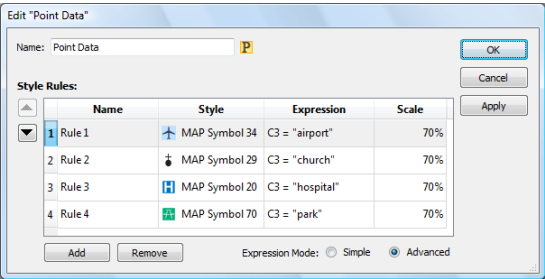 Edit "Point Data"
Name: Point Data P
OK
Cancel
Style Rules:
Apply
Name Style Expression Scale
1 Rule 1 MAP Symbol 34 C3 = "airport" 70%
2 Rule 2 MAP Symbol 29 C3 = "church" 70%
3 Rule 3 H MAP Symbol 20 C3 = "hospital" 70%
4 Rule 4 MAP Symbol 70 C3 = "park" 70%
Add Remove Expression Mode: Simple Advanced